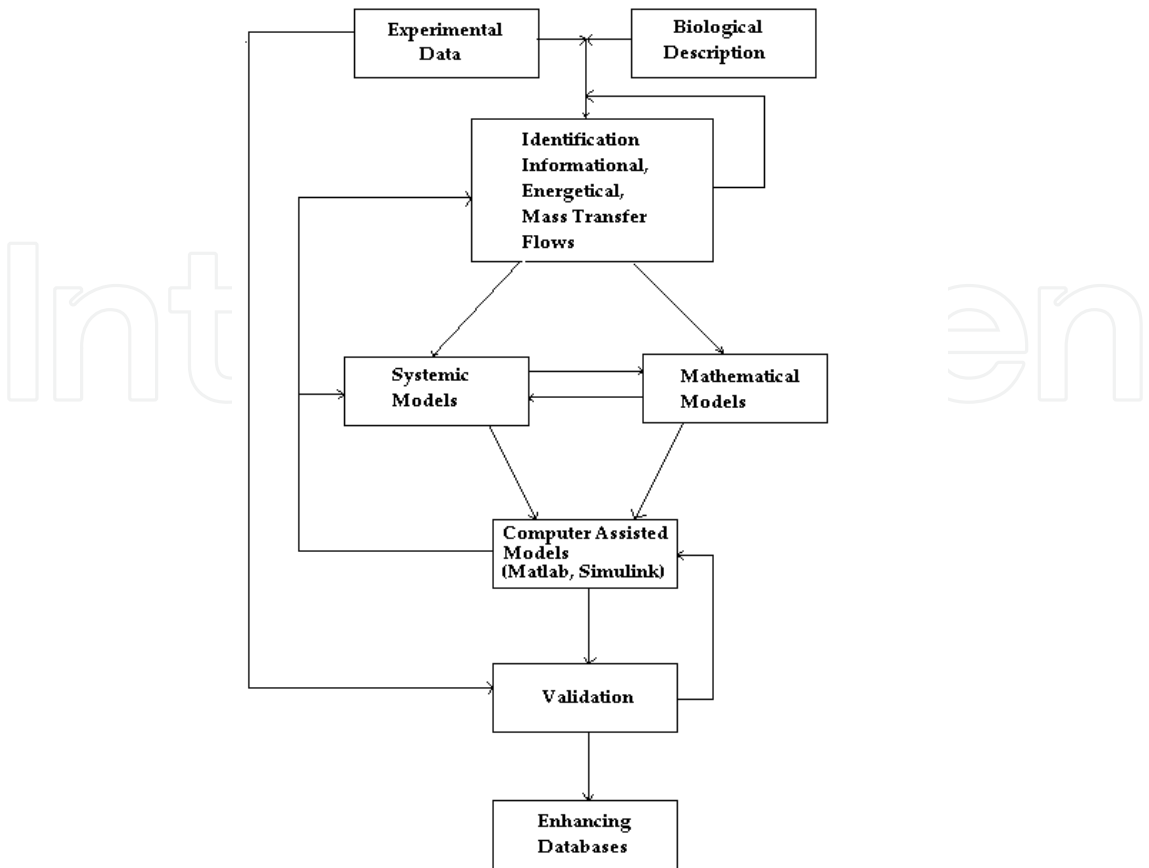 Experimental
Data
Biological
Description
Identification
Informational,
Energetical,
Mass Transfer
Flows
Systemic
Models
Mathematical
Models
Computer Assisted
Models
(Matlab, Simulink)
Validation
Enhancing
Databases